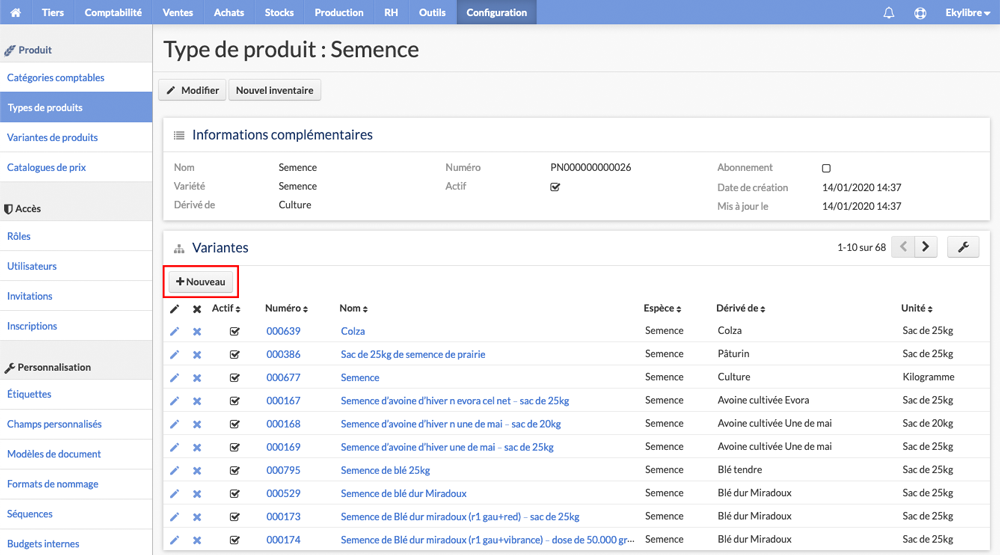 Tiers Comptabilité Ventes Achats Stocks Production RH Outils Configuration Ekylibre
Produit
Catégories comptables
Types de produits
Variantes de produits
Catalogues de prix
Accès
Rôles
Utilisateurs
Invitations
Inscriptions
Personnalisation
Étiquettes
Champs personnalisés
Modèles de document
Formats de nommage
Séquences
Budgets internes
Type de produit : Semence
Modifier Nouvel inventaire
Informations complémentaires
Nom Semence Numéro PN000000000026 Abonnement
Variété Semence Actif Date de création 14/01/2020 14:37
Dérivé de Culture Mis à jour le 14/01/2020 14:37
Variantes 1-10 sur 68
Nouveau
Actif Numéro Nom Espèce Dérivé de Unité
000639 Colza Semence Colza Sac de 25kg
000386 Sac de 25kg de semence de prairie Semence Pâturin Sac de 25kg
000677 Semence Semence Culture Kilogramme
000167 Semence d'avoine d'hiver n evora cel net - sac de 25kg Semence Avoine cultivée Evora Sac de 25kg
000168 Semence d'avoine d'hiver n une de mai - sac de 20kg Semence Avoine cultivée Une de mai Sac de 20kg
000169 Semence d'avoine d'hiver une de mai - sac de 25kg Semence Avoine cultivée Une de mai Sac de 25kg
000795 Semence de blé 25kg Semence Blé tendre Sac de 25kg
000529 Semence de blé dur Miradoux Semence Blé dur Miradoux Sac de 25kg
000173 Semence de Blé dur miradoux (r1 gau+red) - sac de 25kg Semence Blé dur Miradoux Sac de 25kg
000174 Semence de Blé dur miradoux (r1 gau+vibrance) - dose de 50.000 gr... Semence Blé dur Miradoux Sac de 25kg